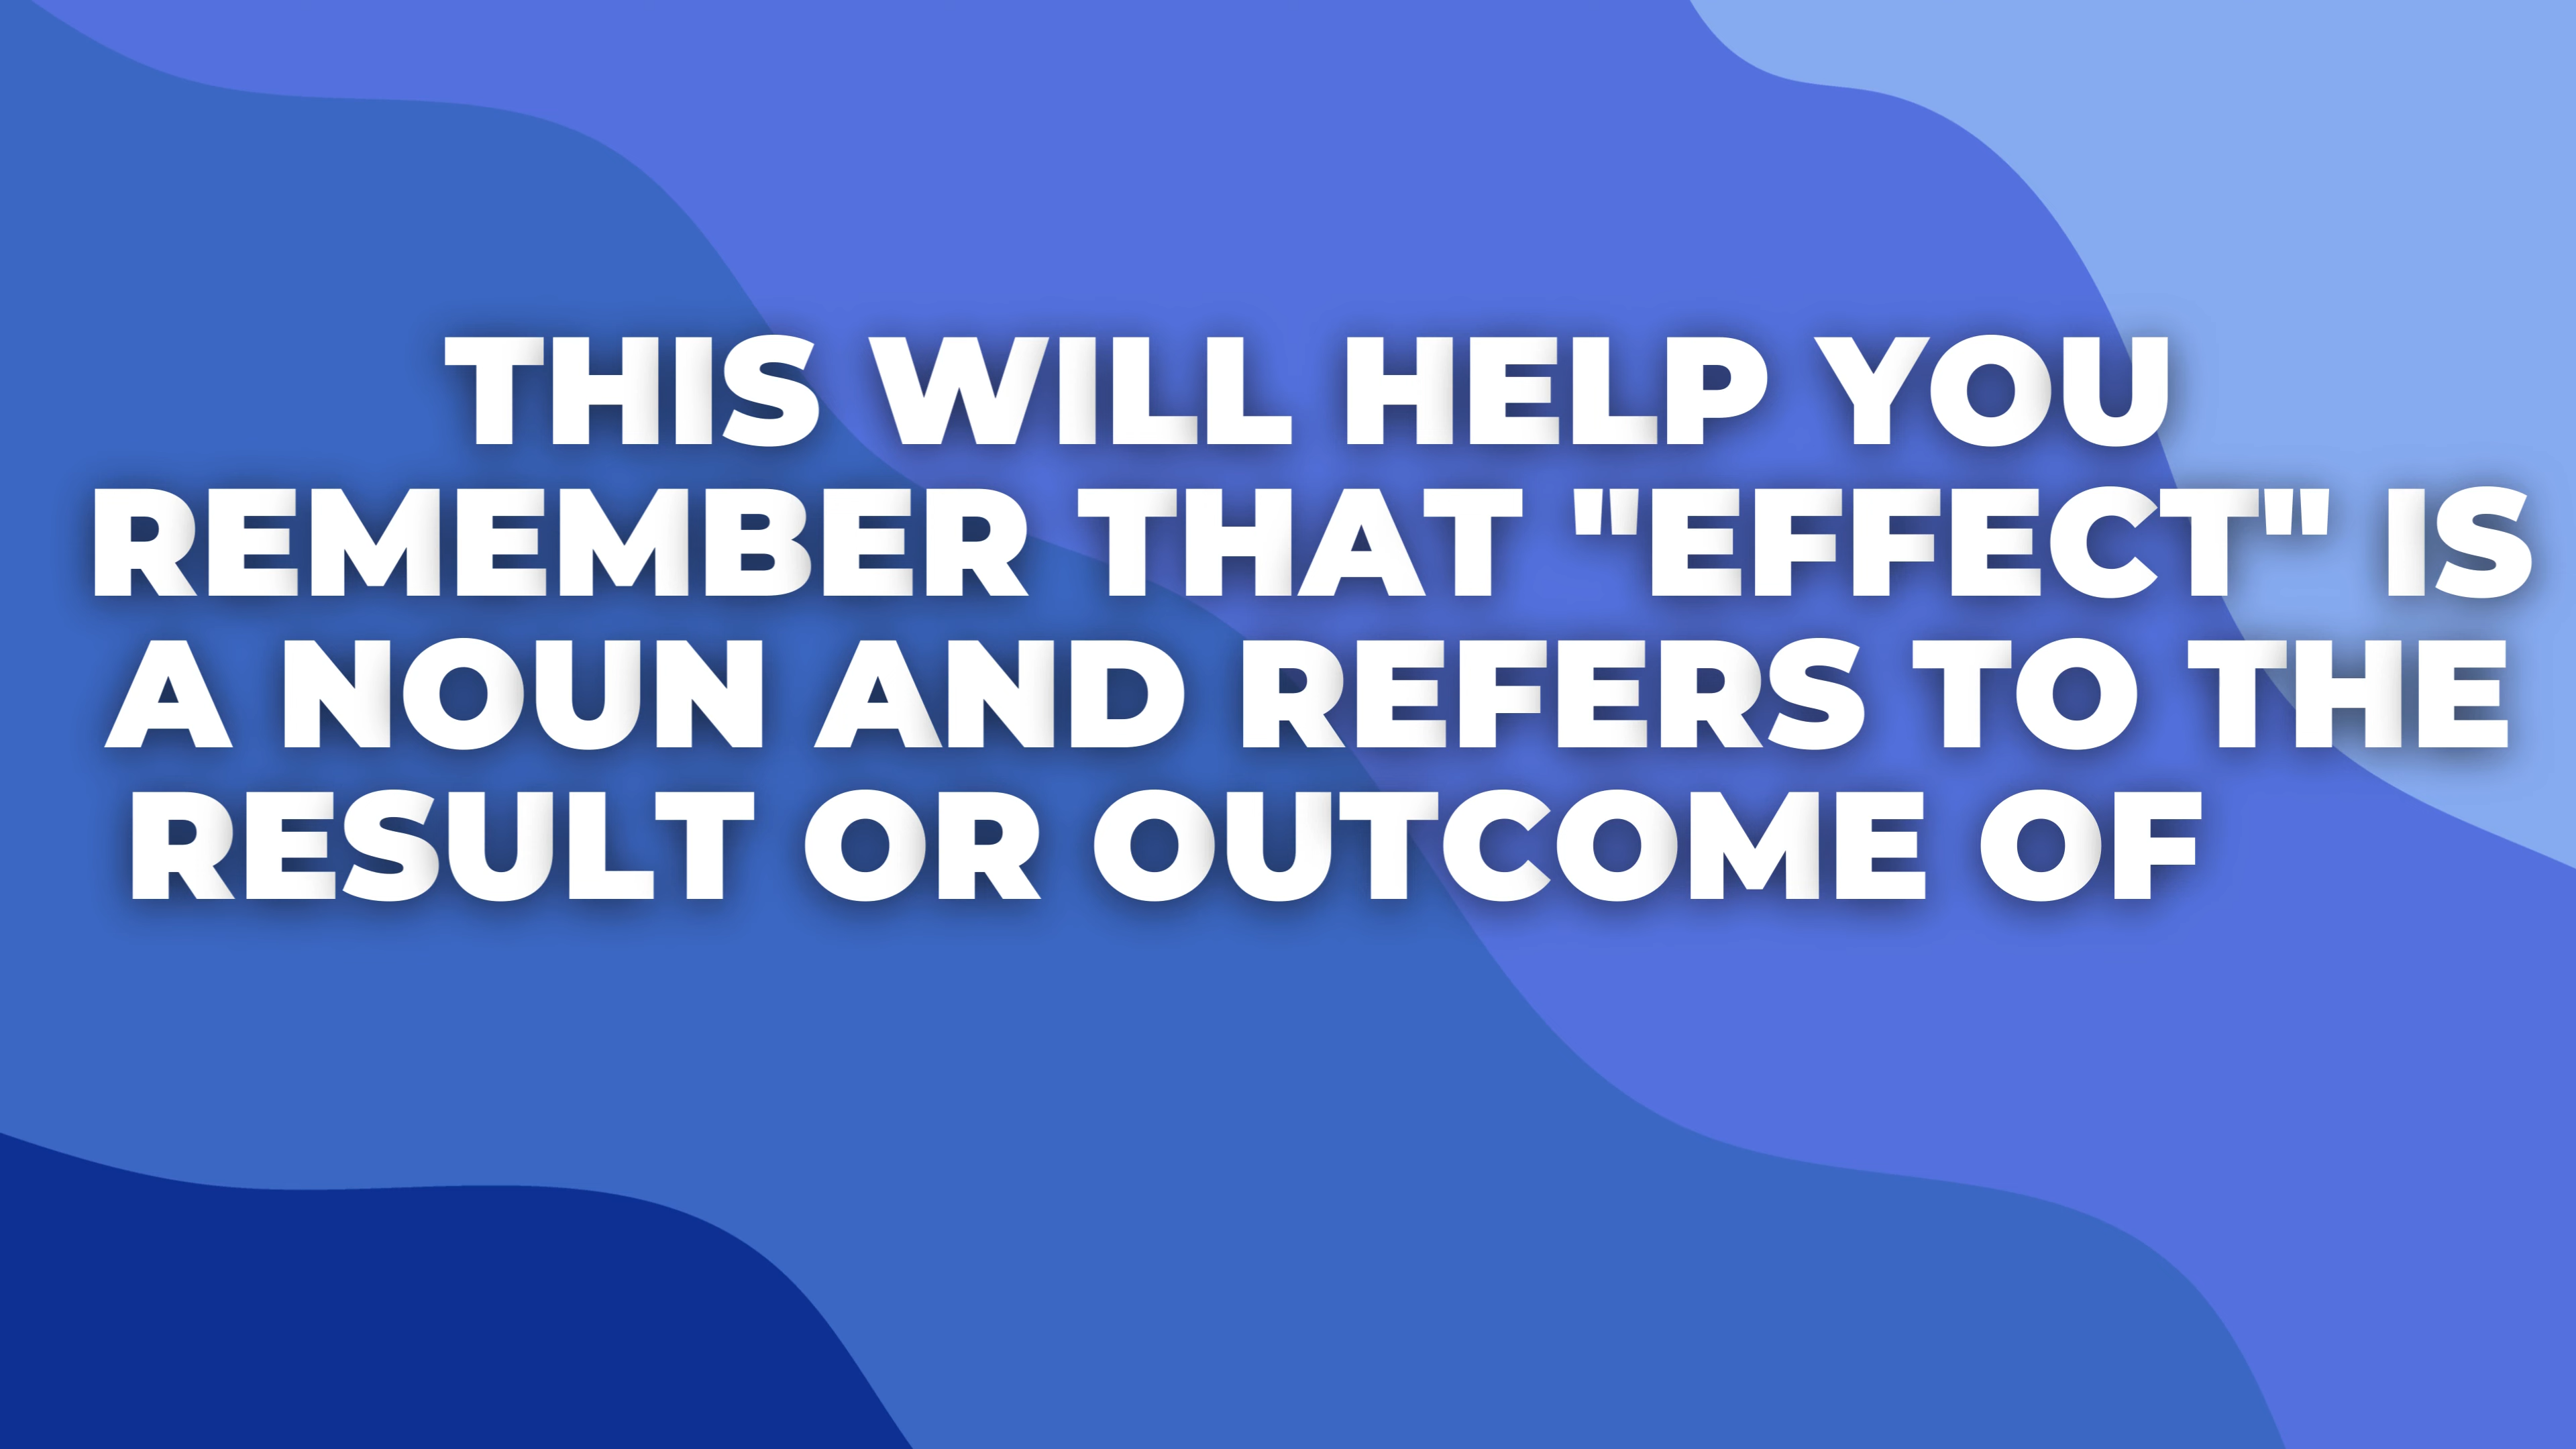 THIS WILL HELP YOU
REMEMBER THAT "EFFECT" IS
A NOUN AND REFERS TO THE
RESULT OR OUTCOME OF